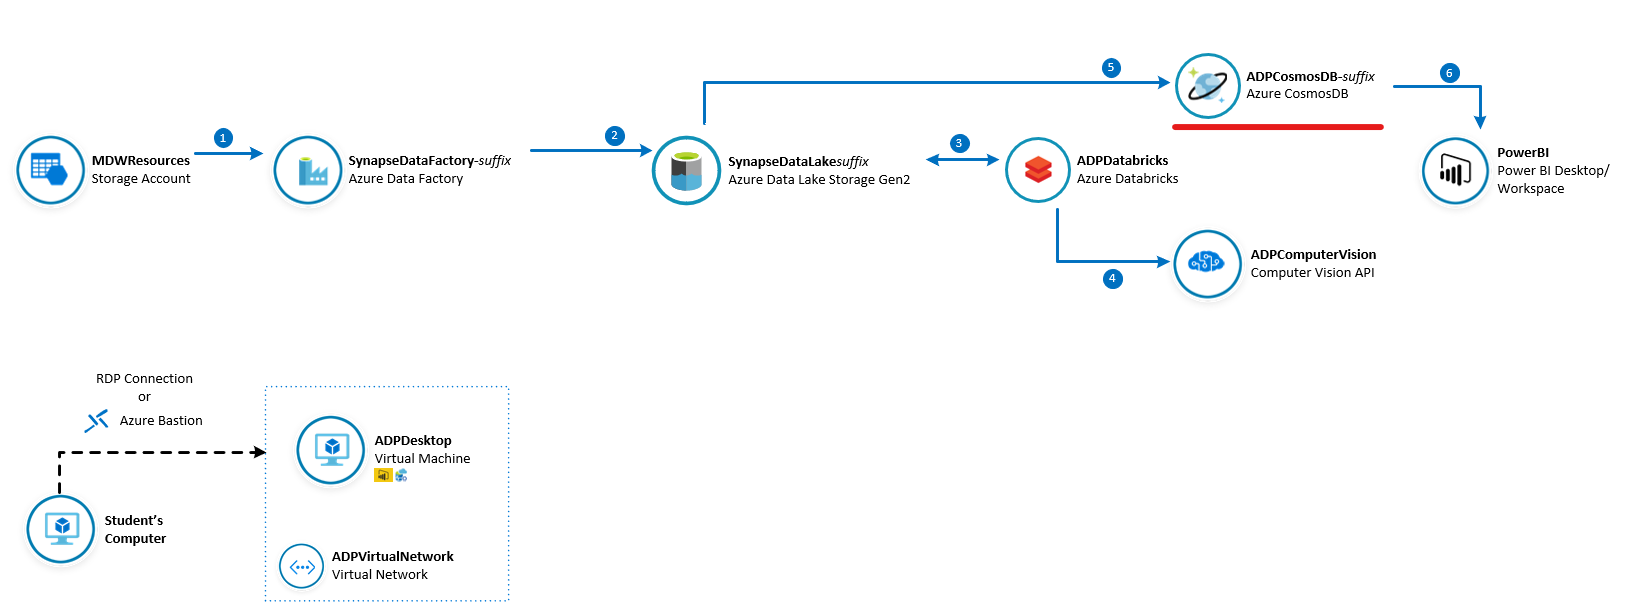 5
6
ADPCosmosDB-suffix
Azure CosmosDB
1
2
3
MDWResources
Storage Account
SynapseDataFactory-suffix
Azure Data Factory
SynapseDataLakesuffix
Azure Data Lake Storage Gen2
ADPDatabricks
Azure Databricks
PowerBI
Power BI Desktop/
Workspace
4
ADPComputerVision
Computer Vision API
RDP Connection
or
Azure Bastion
ADPDesktop
Virtual Machine
Student’s
Computer
ADPVirtualNetwork
Virtual Network